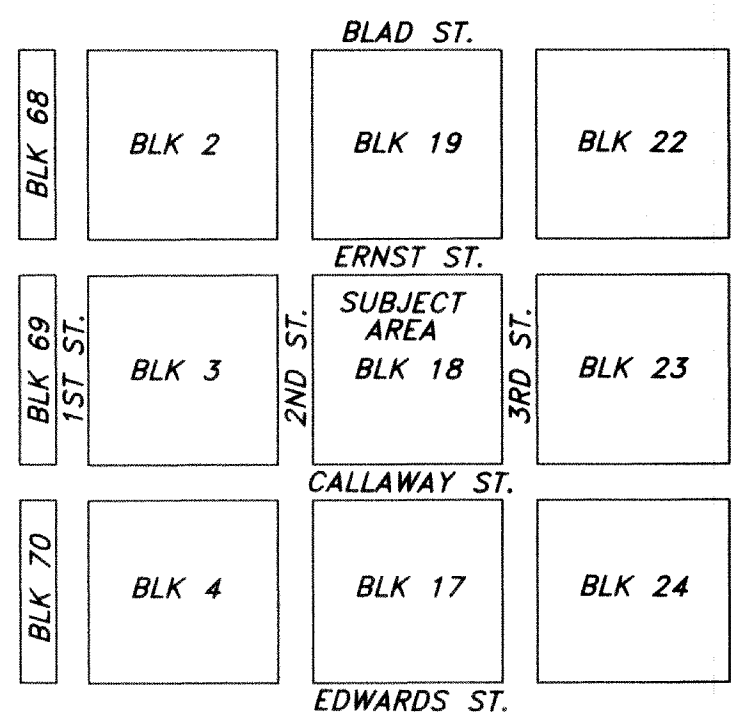 BLAD ST.
BLK 68
BLK 2
BLK 19
BLK 22
ERNST ST.
BLK 69
1ST ST.
BLK 3
2ND ST.
SUBJECT
AREA
BLK 18
3RD ST.
BLK 23
CALLAWAY ST.
BLK 70
BLK 4
BLK 17
BLK 24
EDWARDS ST.